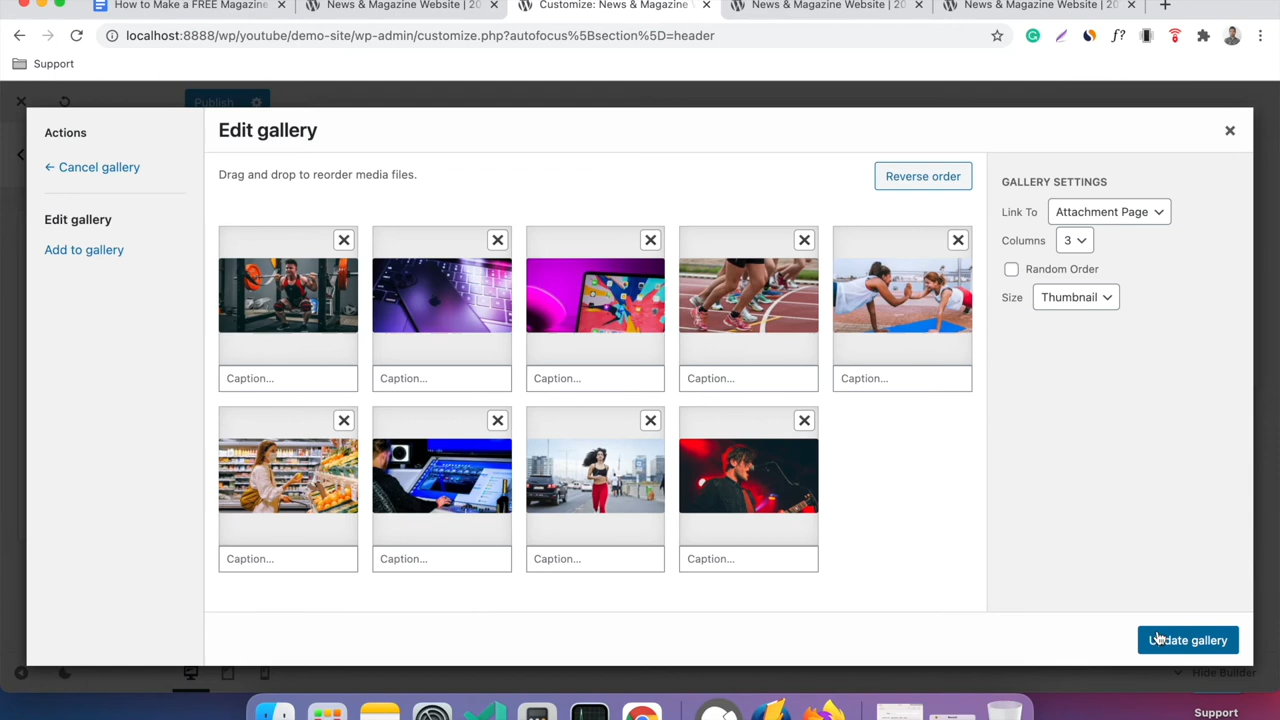 How to Make a FREE Magazine
News & Magazine Website | 20
Customize: News & Magazine
News & Magazine Website | 20
News & Magazine Website | 20
localhost:8888/wp/youtube/demo-site/wp-admin/customize.php?autofocus%5Bsection%5D=header
Support
Publish
Actions
← Cancel gallery
Edit gallery
Add to gallery
Edit gallery
Drag and drop to reorder media files.
Reverse order
Caption... Caption... Caption... Caption... Caption...
Caption... Caption... Caption... Caption...
GALLERY SETTINGS
Link To Attachment Page
Columns 3
Random Order
Size Thumbnail
Update gallery
Hide Builder
Support